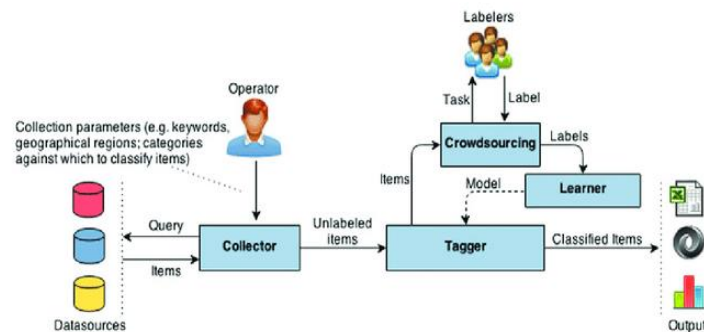 Labelers
Operator
Task
Label
Collection parameters (e.g. keywords,
geographical regions; categories
against which to classify items)
Crowdsourcing
Labels
Items
Model
Learner
Query
Collector
Unlabeled
items
Tagger
Classified Items
Items
Datasources
Output